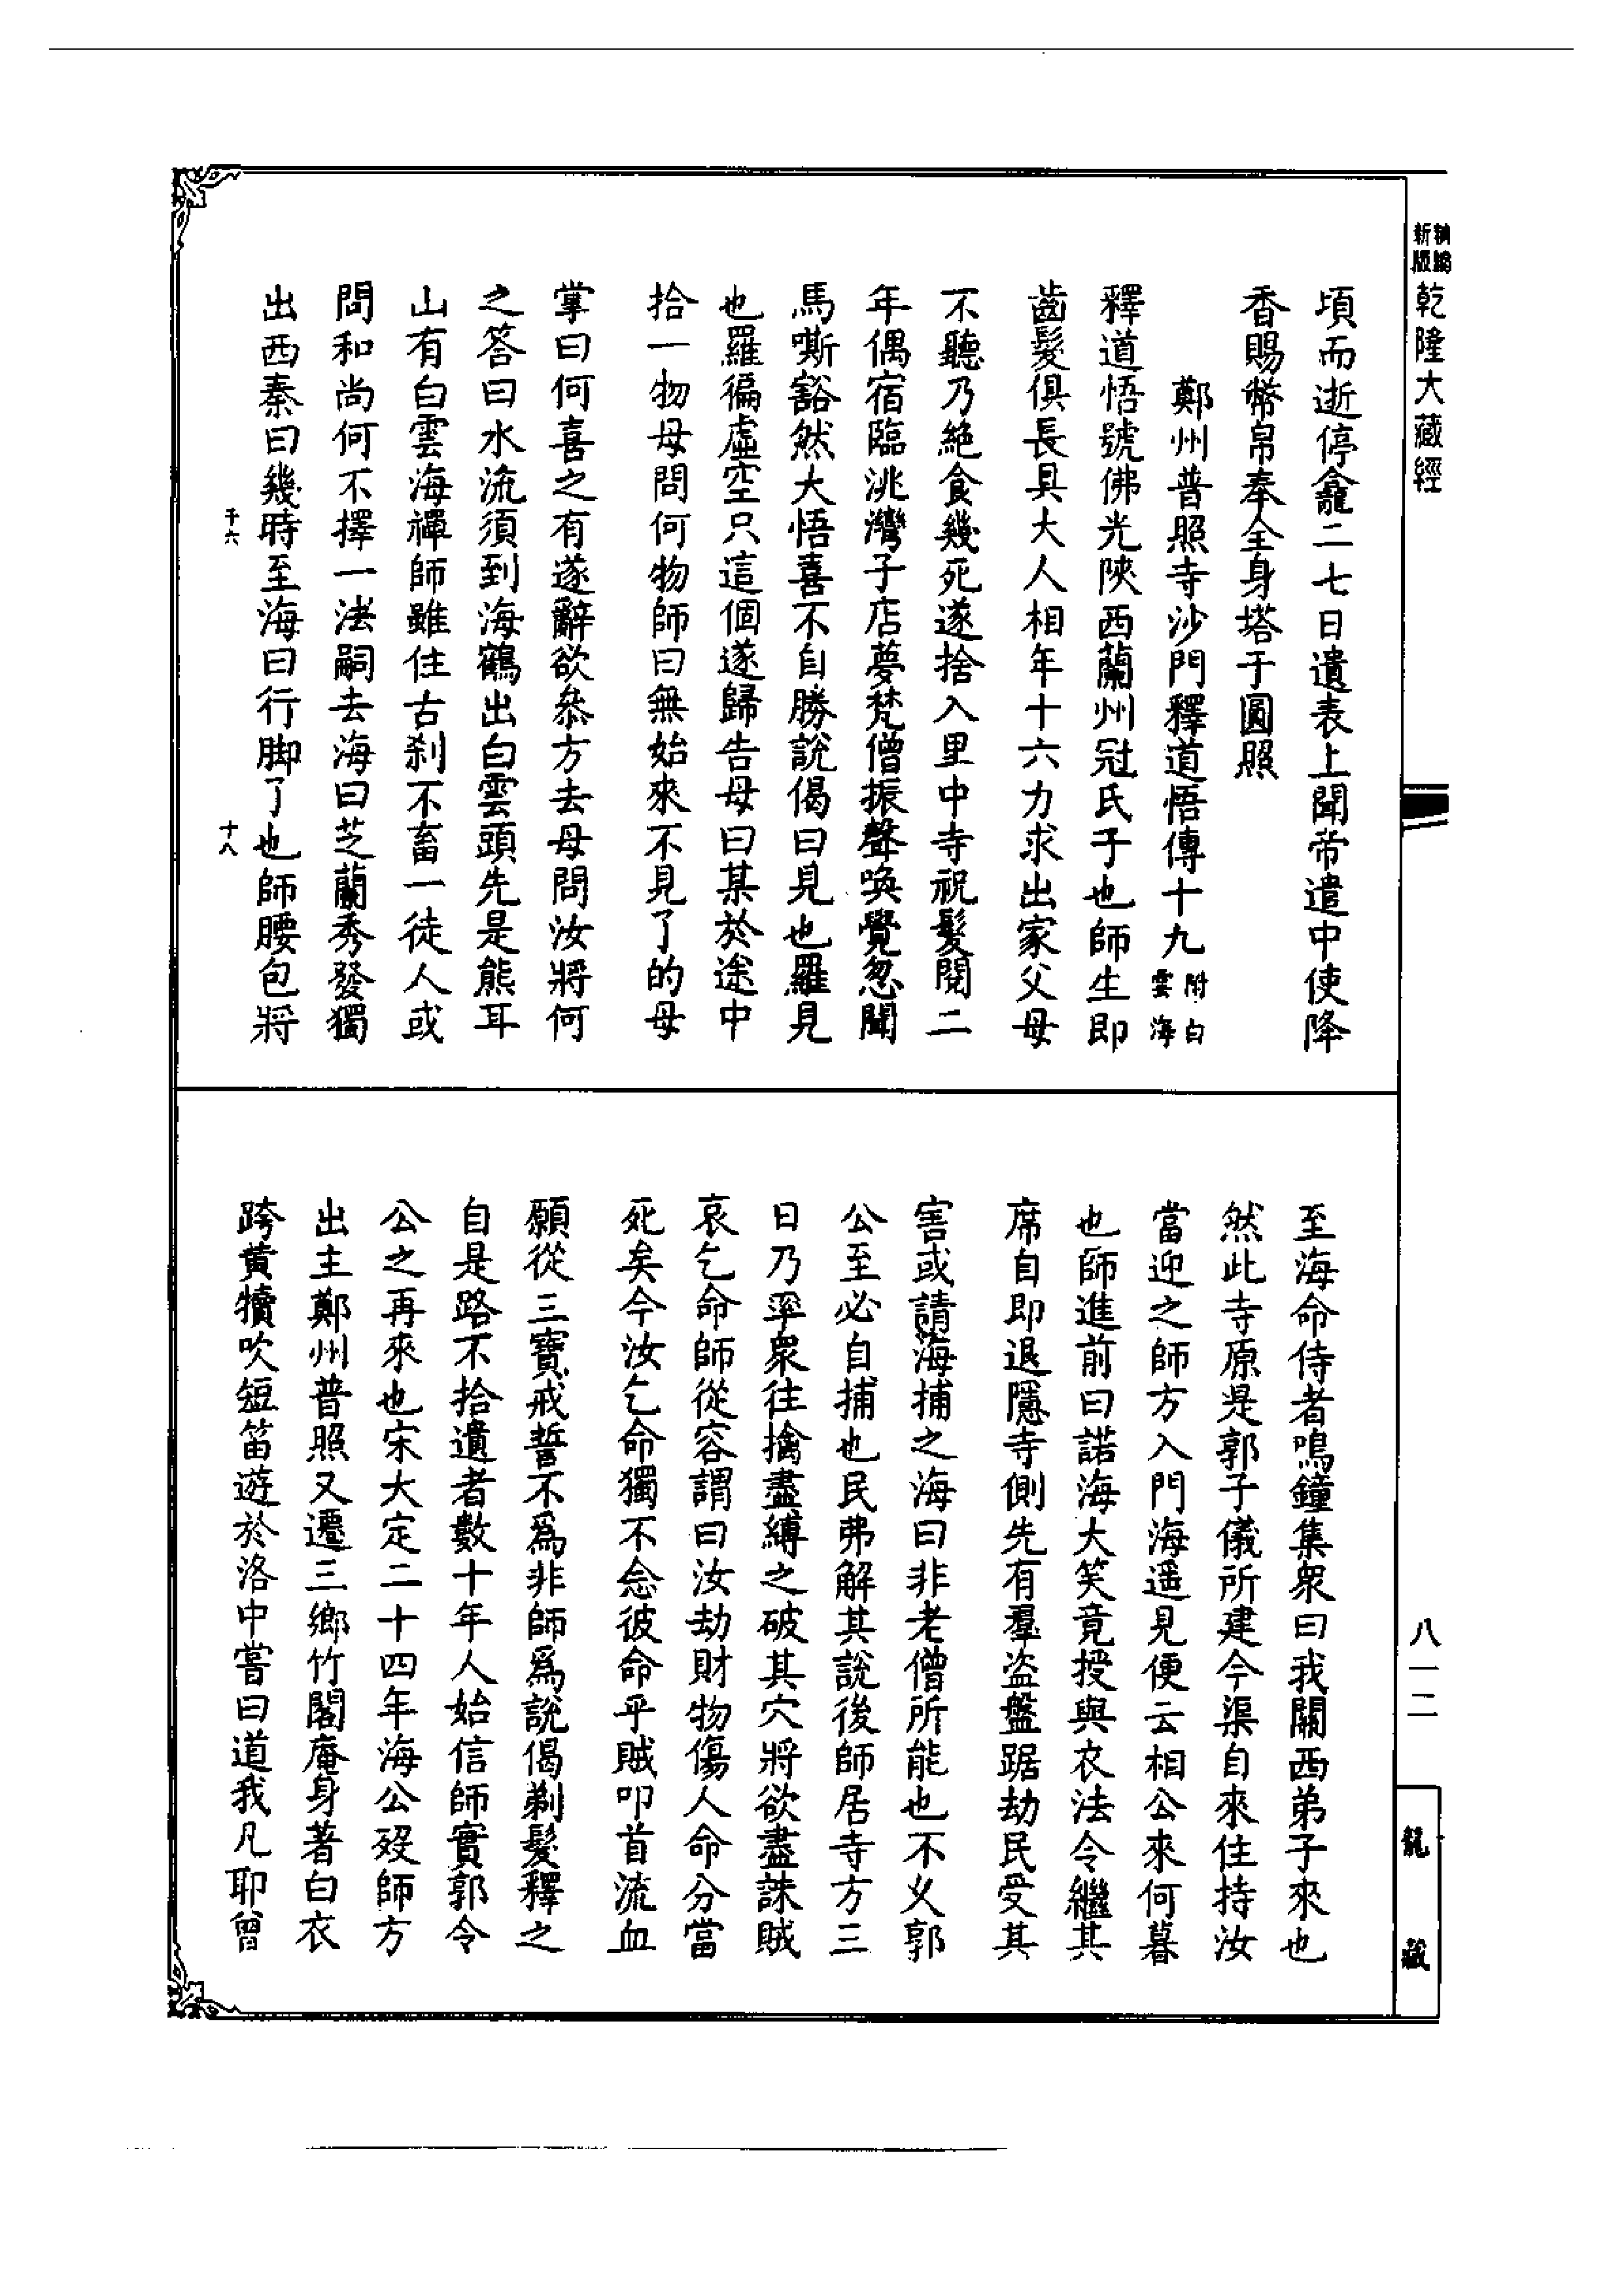 新編縮版
乾隆大藏經
頃而逝停龕二七日遺表上聞帝遣中使降
香賜幣帛奉全身塔于圓照
鄭州普照寺沙門釋道悟傳十九附白雲海
釋道悟號佛光陝西蘭州冠氏子也師生即
齒髮俱長具大人相年十六力求出家父母
不聽乃絕食幾死遂捨入里中寺祝髮閱二
年偶宿臨洮灣子店夢梵僧振聲喚覺忽聞
馬嘶豁然大悟喜不自勝說偈曰見也羅見
也羅徧虛空只這個遂歸告母曰某於途中
拾一物母問何物師曰無始來不見了的母
掌曰何喜之有遂辭欲叅方去母問汝將何
之答曰水流須到海鶴出白雲頭先是熊耳
山有白雲海禪師雖住古刹不畜一徒人或
問和尚何不擇一法嗣去海曰芝蘭秀發獨
出西秦曰幾時至海曰行脚了也師腰包將
千六
十八
至海命侍者鳴鐘集衆曰我關西弟子來也
然此寺原是郭子儀所建今渠自來住持汝
當迎之師方入門海遥見便云相公來何暮
也師進前曰諾海大笑竟授與衣法令繼其
席自即退隱寺側先有羣盗盤踞劫民受其
害或請海捕之海曰非老僧所能也不乂郭
公至必自捕也民弗解其說後師居寺方三
日乃率衆往擒盡縛之破其穴將欲盡誅賊
哀乞命師從容謂曰汝劫財物傷人命分當
死矣今汝乞命獨不念彼命乎賊叩首流血
願從三寶戒誓不爲非師爲說偈剃髮釋之
自是路不拾遺者數十年人始信師實郭令
公之再來也宋大定二十四年海公歿師方
出主鄭州普照又遷三鄉竹閣庵身著白衣
跨黃犢吹短笛遊於洛中嘗曰道我凡耶曾
八一二
龍藏